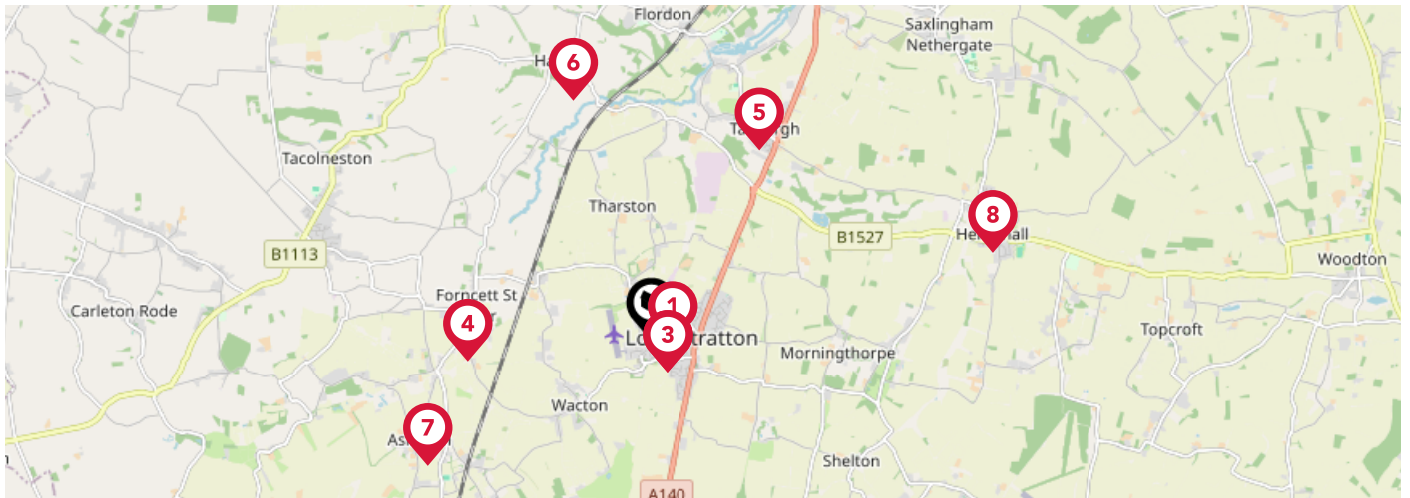 Flordon
Saxlingham
Nethergate
6
5
Tacolneston
Tharston
8
B1527
B1113
Woodton
Forncett St
Carleton Rode
1
4
3
Topcroft
Morningthorpe
Wacton
7
Shelton
A140